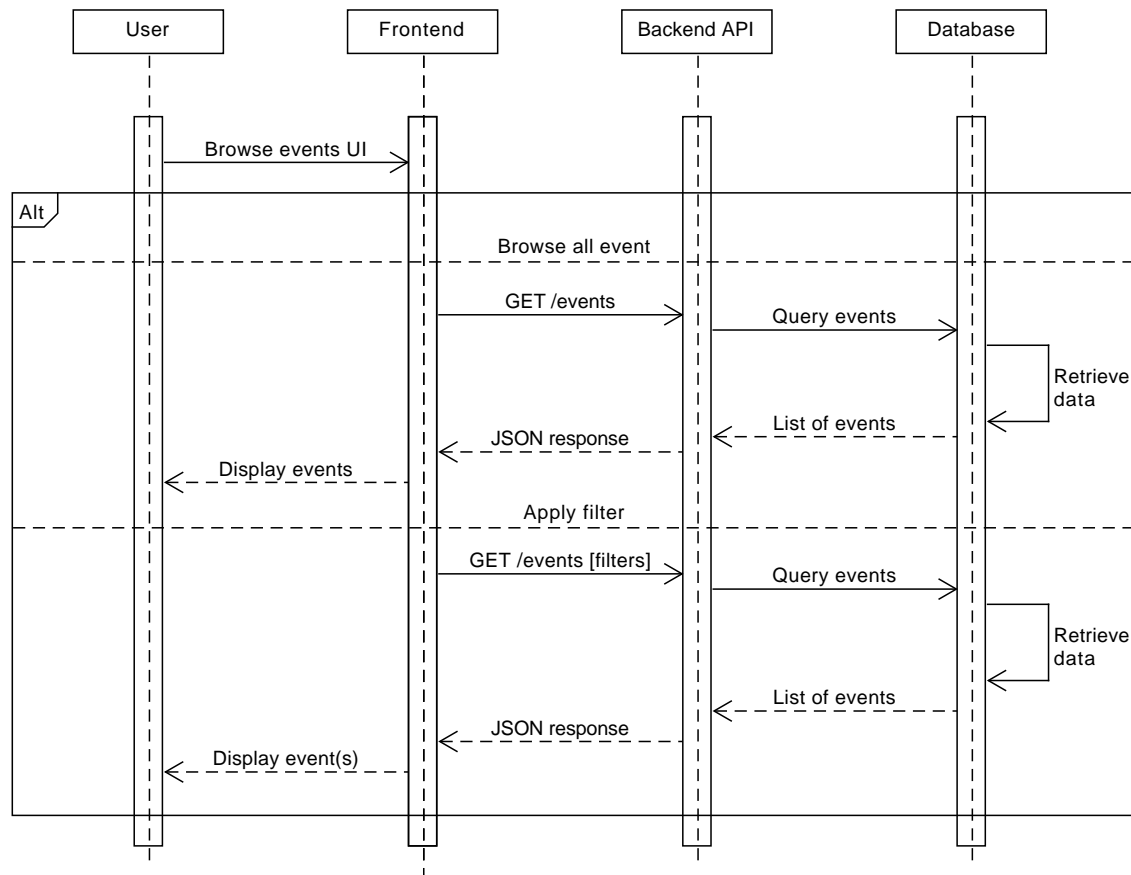 User
Frontend
Backend API
Database
Browse events UI
Alt
Browse all event
GET /events
Query events
Retrieve
data
List of events
JSON response
Display events
Apply filter
GET /events [filters]
Query events
Retrieve
data
List of events
JSON response
Display event(s)